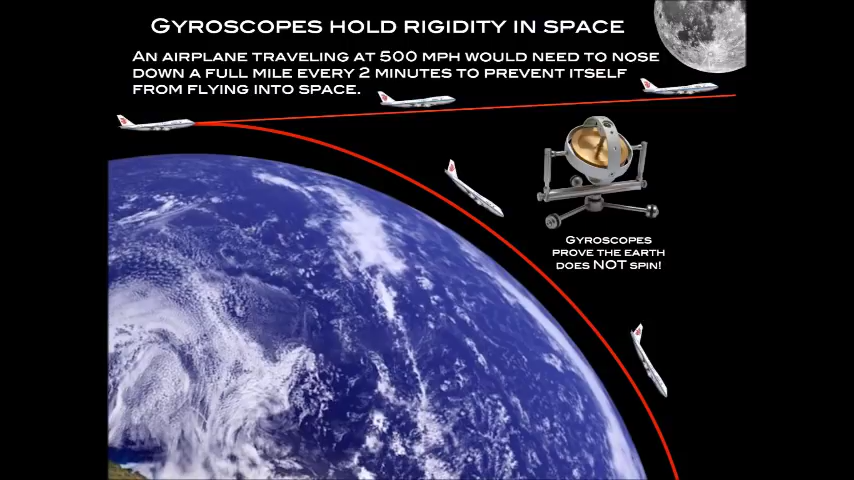 Gyroscopes hold rigidity in space
An airplane traveling at 500 mph would need to nose
down a full mile every 2 minutes to prevent itself
from flying into space.
Gyroscopes
prove the earth
does NOT spin!